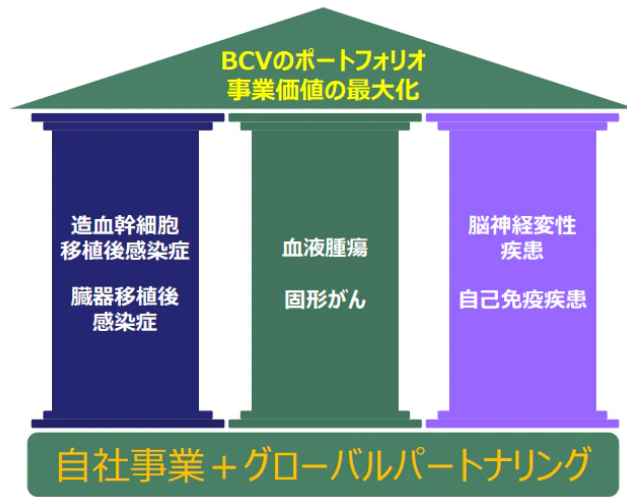 BCVのポートフォリオ
事業価値の最大化
造血幹細胞
移植後感染症
臓器移植後
感染症
血液腫瘍
固形がん
脳神経変性
疾患
自己免疫疾患
自社事業＋グローバルパートナリング